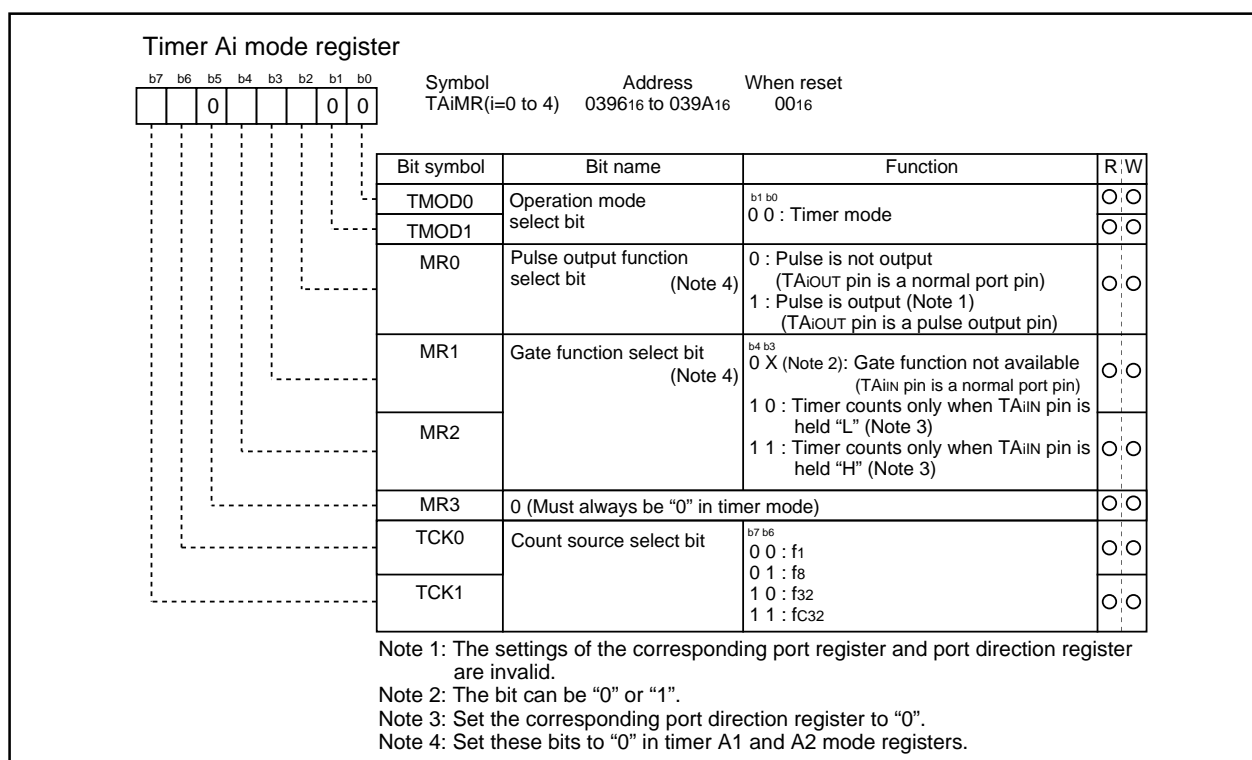 Timer Ai mode register
b7 b6 b5 b4 b3 b2 b1 b0
0 0 0
Symbol Address When reset
TAiMR(i=0 to 4) 039616 to 039A16 0016
Bit symbol Bit name Function R W
TMOD0 Operation mode select bit b1 b0
0 0 : Timer mode
TMOD1
MR0 Pulse output function select bit (Note 4)
0 : Pulse is not output
(TAiOUT pin is a normal port pin)
1 : Pulse is output (Note 1)
(TAiOUT pin is a pulse output pin)
MR1 Gate function select bit (Note 4)
b4 b3
0 X (Note 2): Gate function not available
(TAiIN pin is a normal port pin)
1 0 : Timer counts only when TAiIN pin is
held “L” (Note 3)
MR2
1 1 : Timer counts only when TAiIN pin is
held “H” (Note 3)
MR3 0 (Must always be “0” in timer mode)
TCK0 Count source select bit
b7 b6
0 0 : f1
0 1 : f8
TCK1
1 0 : f32
1 1 : fC32
Note 1: The settings of the corresponding port register and port direction register
are invalid.
Note 2: The bit can be “0” or “1”.
Note 3: Set the corresponding port direction register to “0”.
Note 4: Set these bits to “0” in timer A1 and A2 mode registers.